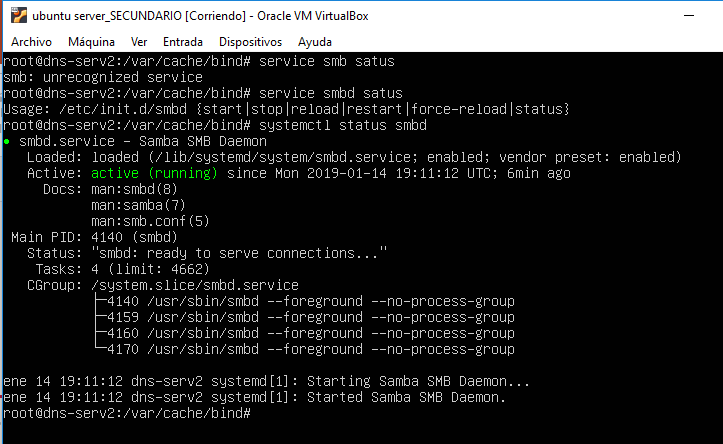 ubuntu server_SECUNDARIO [Corriendo] - Oracle VM VirtualBox
Archivo Máquina Ver Entrada Dispositivos Ayuda
root@dns-serv2:/var/cache/bind# service smb satus
smb: unrecognized service
root@dns-serv2:/var/cache/bind# service smbd satus
Usage: /etc/init.d/smbd {start|stop|reload|restart|force-reload|status}
root@dns-serv2:/var/cache/bind# systemctl status smbd
● smbd.service - Samba SMB Daemon
Loaded: loaded (/lib/systemd/system/smbd.service; enabled; vendor preset: enabled)
Active: active (running) since Mon 2019-01-14 19:11:12 UTC; 6min ago
Docs: man:smbd(8)
man:samba(7)
man:smb.conf(5)
Main PID: 4140 (smbd)
Status: "smbd: ready to serve connections..."
Tasks: 4 (limit: 4662)
CGroup: /system.slice/smbd.service
├─4140 /usr/sbin/smbd --foreground --no-process-group
├─4159 /usr/sbin/smbd --foreground --no-process-group
├─4160 /usr/sbin/smbd --foreground --no-process-group
└─4170 /usr/sbin/smbd --foreground --no-process-group
ene 14 19:11:12 dns-serv2 systemd[1]: Starting Samba SMB Daemon...
ene 14 19:11:12 dns-serv2 systemd[1]: Started Samba SMB Daemon.
root@dns-serv2:/var/cache/bind#